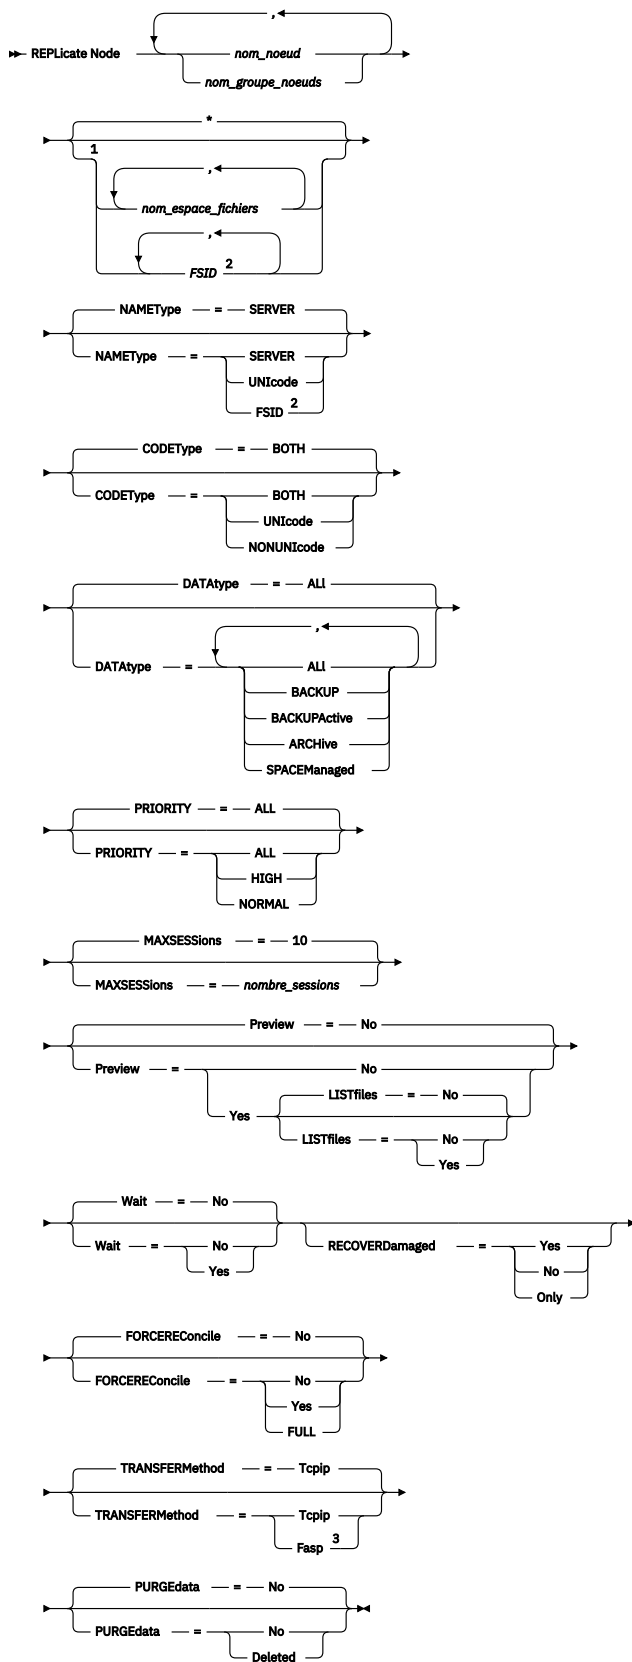 ,
REPLicate Node nom_noeud
nom_groupe_noeuds
*
1
,
nom_espace_fichiers
,
FSID 2
NAMEType = SERVER
NAMEType = SERVER
UNIcode
FSID 2
CODEType = BOTH
CODEType = BOTH
UNIcode
NONUNIcode
DATAtype = ALl
,
DATAtype = ALl
BACKUP
BACKUPActive
ARCHive
SPACEManaged
PRIORITY = ALL
PRIORITY = ALL
HIGH
NORMAL
MAXSESSions = 10
MAXSESSions = nombre_sessions
Preview = No
Preview = No
LISTfiles = No
Yes
LISTfiles = No
Yes
Wait = No
Wait = No RECOVERDamaged = Yes
Yes No
Only
FORCEREConcile = No
FORCEREConcile = No
Yes
FULL
TRANSFERMethod = Tcpip
TRANSFERMethod = Tcpip
Fasp 3
PURGEdata = No
PURGEdata = No
Deleted